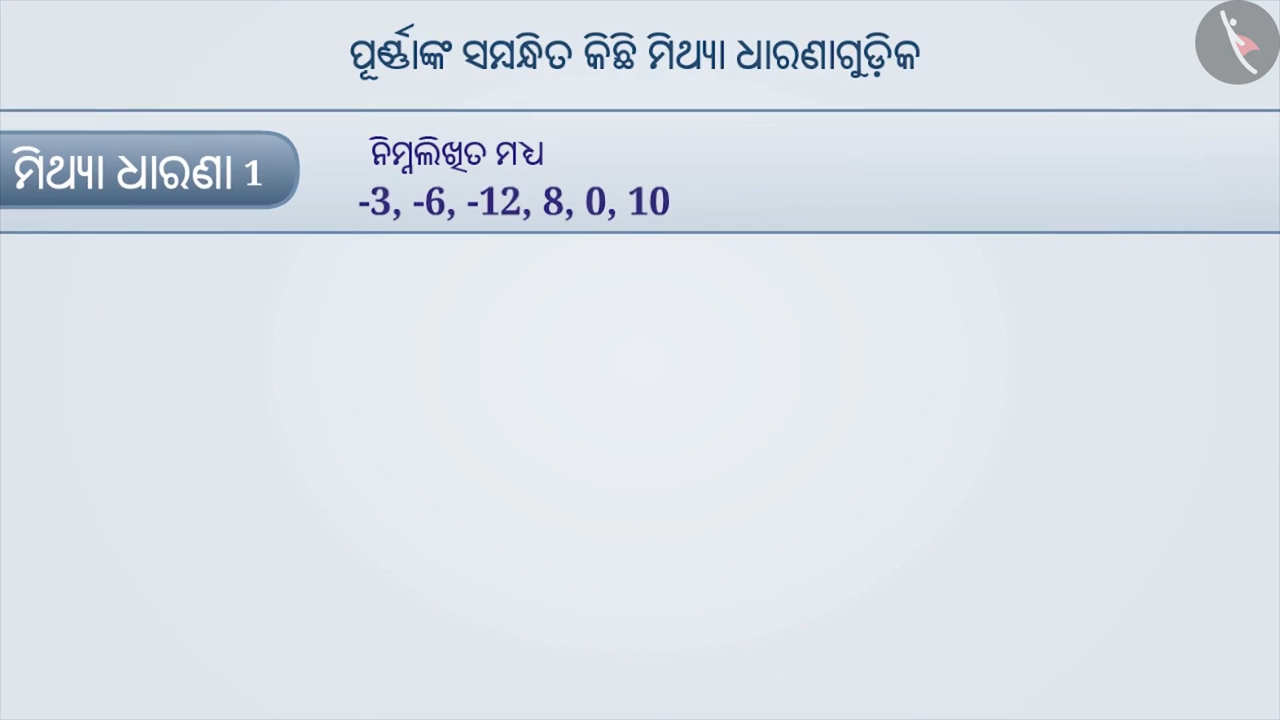 ପୂର୍ଣ୍ଣାଙ୍କ ସମ୍ବନ୍ଧିତ କିଛି ମିଥ୍ୟା ଧାରଣାଗୁଡ଼ିକ
ମିଥ୍ୟା ଧାରଣା 1
ନିମ୍ନଲିଖିତ ମଧ୍ୟ
-3, -6, -12, 8, 0, 10